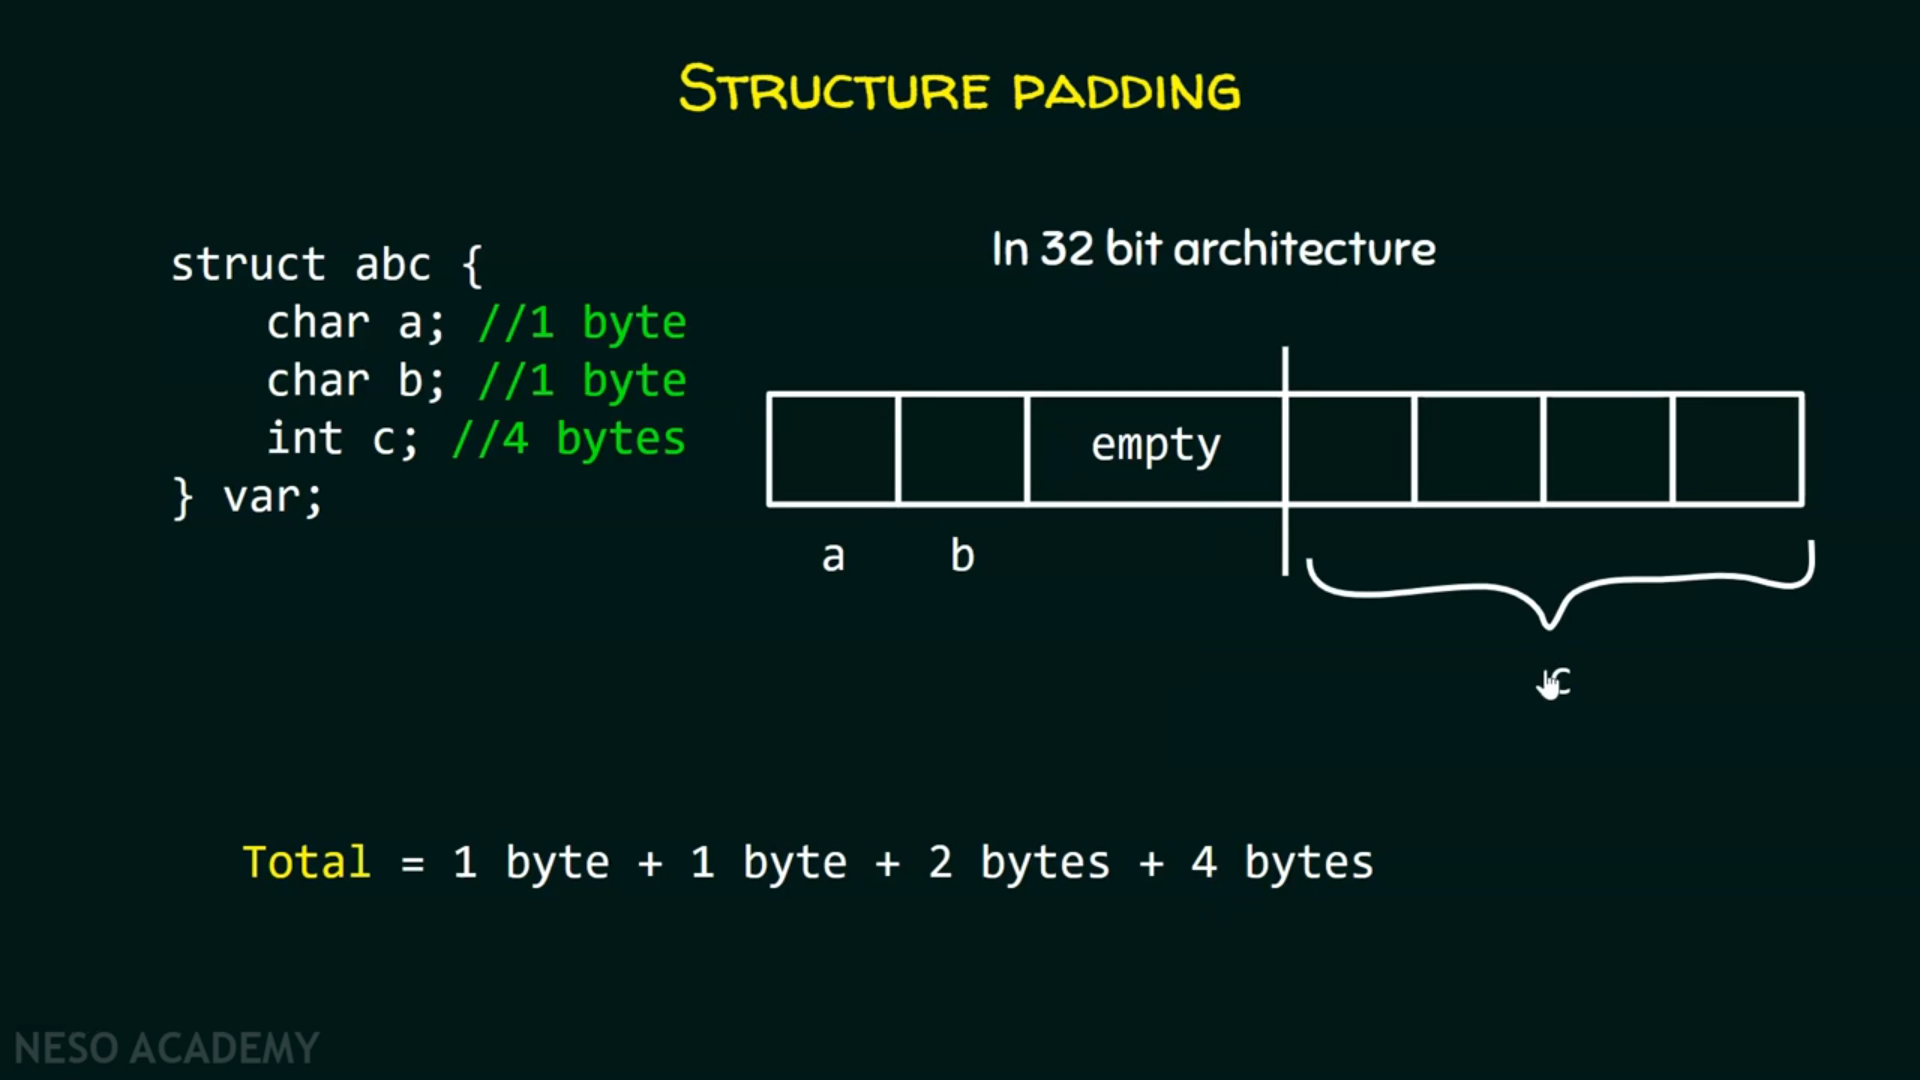 STRUCTURE PADDING
In 32 bit architecture
struct abc {
char a; //1 byte
char b; //1 byte
int c; //4 bytes
} var;
empty
a b
c
Total = 1 byte + 1 byte + 2 bytes + 4 bytes
NESO ACADEMY